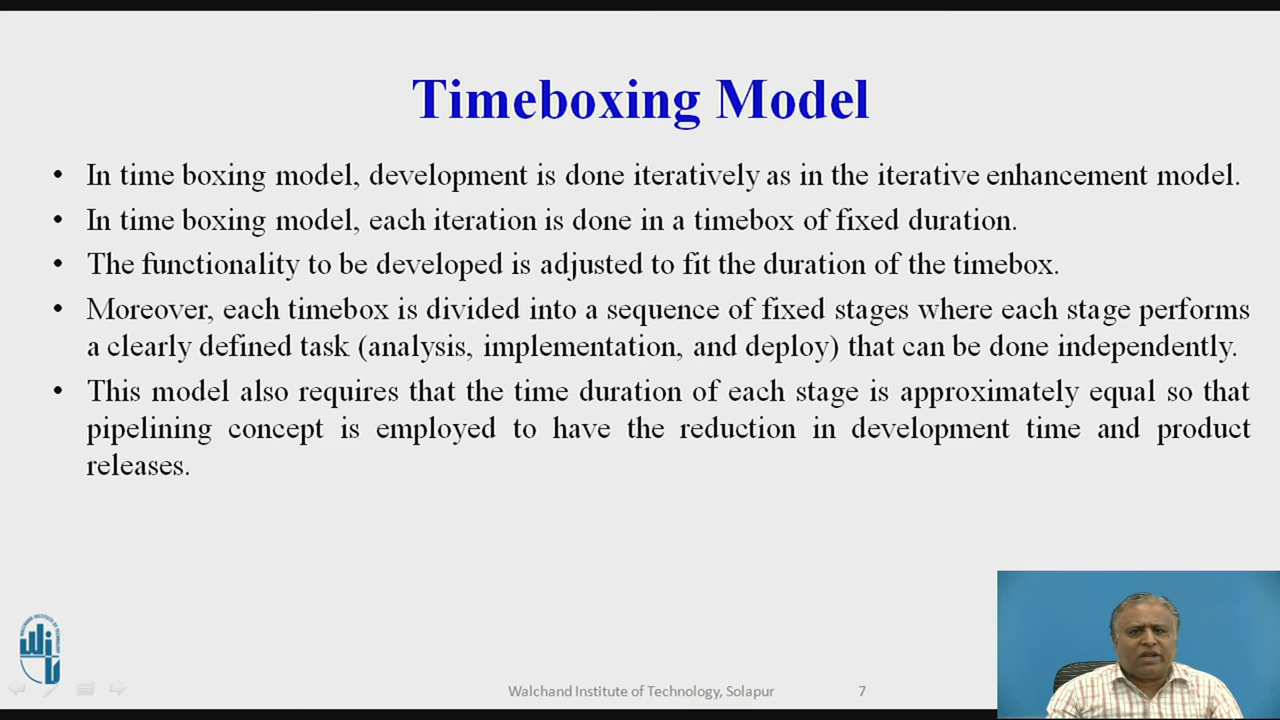 Timeboxing Model
• In time boxing model, development is done iteratively as in the iterative enhancement model.
• In time boxing model, each iteration is done in a timebox of fixed duration.
• The functionality to be developed is adjusted to fit the duration of the timebox.
• Moreover, each timebox is divided into a sequence of fixed stages where each stage performs
a clearly defined task (analysis, implementation, and deploy) that can be done independently.
• This model also requires that the time duration of each stage is approximately equal so that
pipelining concept is employed to have the reduction in development time and product
releases.
WALCHAND INSTITUTE OF TECHNOLOGY
WIT
Walchand Institute of Technology, Solapur
7